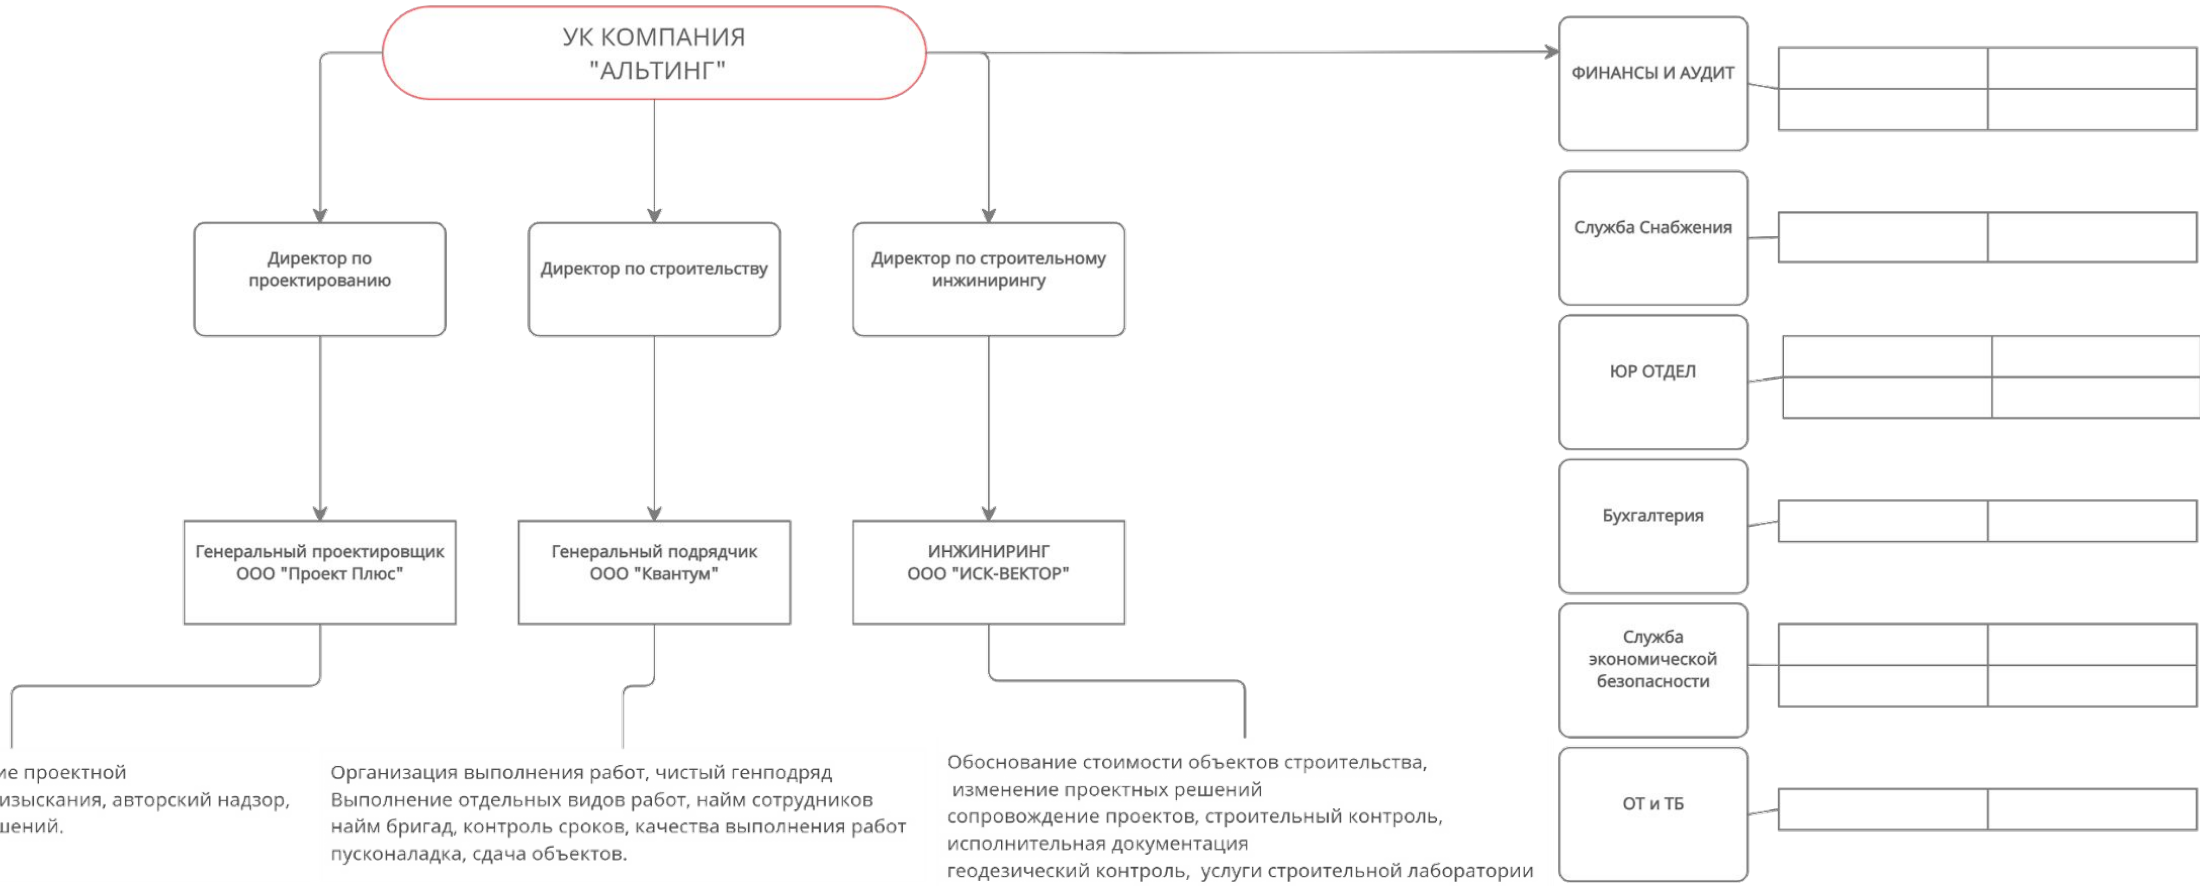 УК КОМПАНИЯ
"АЛЬТИНГ"
Директор по
проектированию
Директор по строительству
Директор по строительному
инжинирингу
Генеральный проектировщик
ООО "Проект Плюс"
Генеральный подрядчик
ООО "Квантум"
ИНЖИНИРИНГ
ООО "ИСК-ВЕКТОР"
проектной
изыскания, авторский надзор,
Организация выполнения работ, чистый генподряд
Выполнение отдельных видов работ, найм сотрудников
найм бригад, контроль сроков, качества выполнения работ
пусконаладка, сдача объектов.
Обоснование стоимости объектов строительства,
изменение проектных решений
сопровождение проектов, строительный контроль,
исполнительная документация
геодезический контроль, услуги строительной лаборатории
ФИНАНСЫ И АУДИТ
Служба Снабжения
ЮР ОТДЕЛ
Бухгалтерия
Служба
экономической
безопасности
ОТ и ТБ